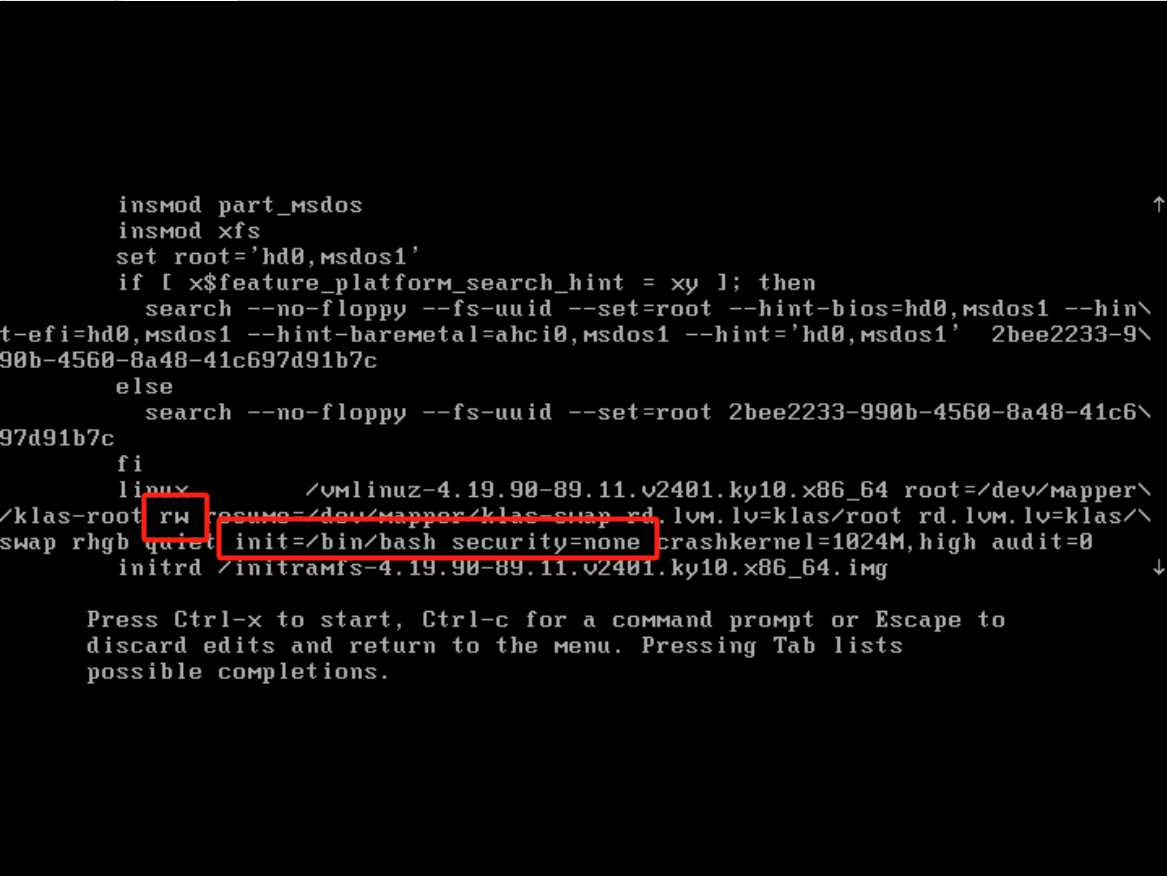 insmod part_msdos
insmod xfs
set root='hd0,msdos1'
if [ x$feature_platform_search_hint = xy ]; then
search --no-floppy --fs-uuid --set=root --hint-bios=hd0,msdos1 --hin\
t-efi=hd0,msdos1 --hint-baremetal=ahci0,msdos1 --hint='hd0,msdos1'  2bee2233-9\
90b-4560-8a48-41c697d91b7c
else
search --no-floppy --fs-uuid --set=root 2bee2233-990b-4560-8a48-41c6\
97d91b7c
fi
linux        /vmlinuz-4.19.90-89.11.v2401.ky10.x86_64 root=/dev/mapper\
/klas-root rw resume=/dev/mapper/klas-swap rd.lvm.lv=klas/root rd.lvm.lv=klas/\
swap rhgb quiet init=/bin/bash security=none crashkernel=1024M,high audit=0
initrd /initramfs-4.19.90-89.11.v2401.ky10.x86_64.img
Press Ctrl-x to start, Ctrl-c for a command prompt or Escape to
discard edits and return to the menu. Pressing Tab lists
possible completions.